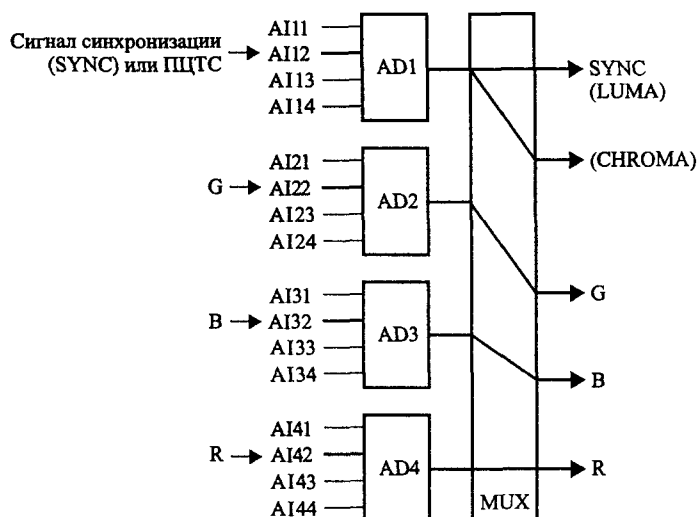 Сигнал синхронизации
(SYNC) или ПЦТС
AI11
AI12
AI13
AI14
AD1
SYNC
(LUMA)
(CHROMA)
G
AI21
AI22
AI23
AI24
AD2
G
B
AI31
AI32
AI33
AI34
AD3
B
R
AI41
AI42
AI43
AI44
AD4
R
MUX